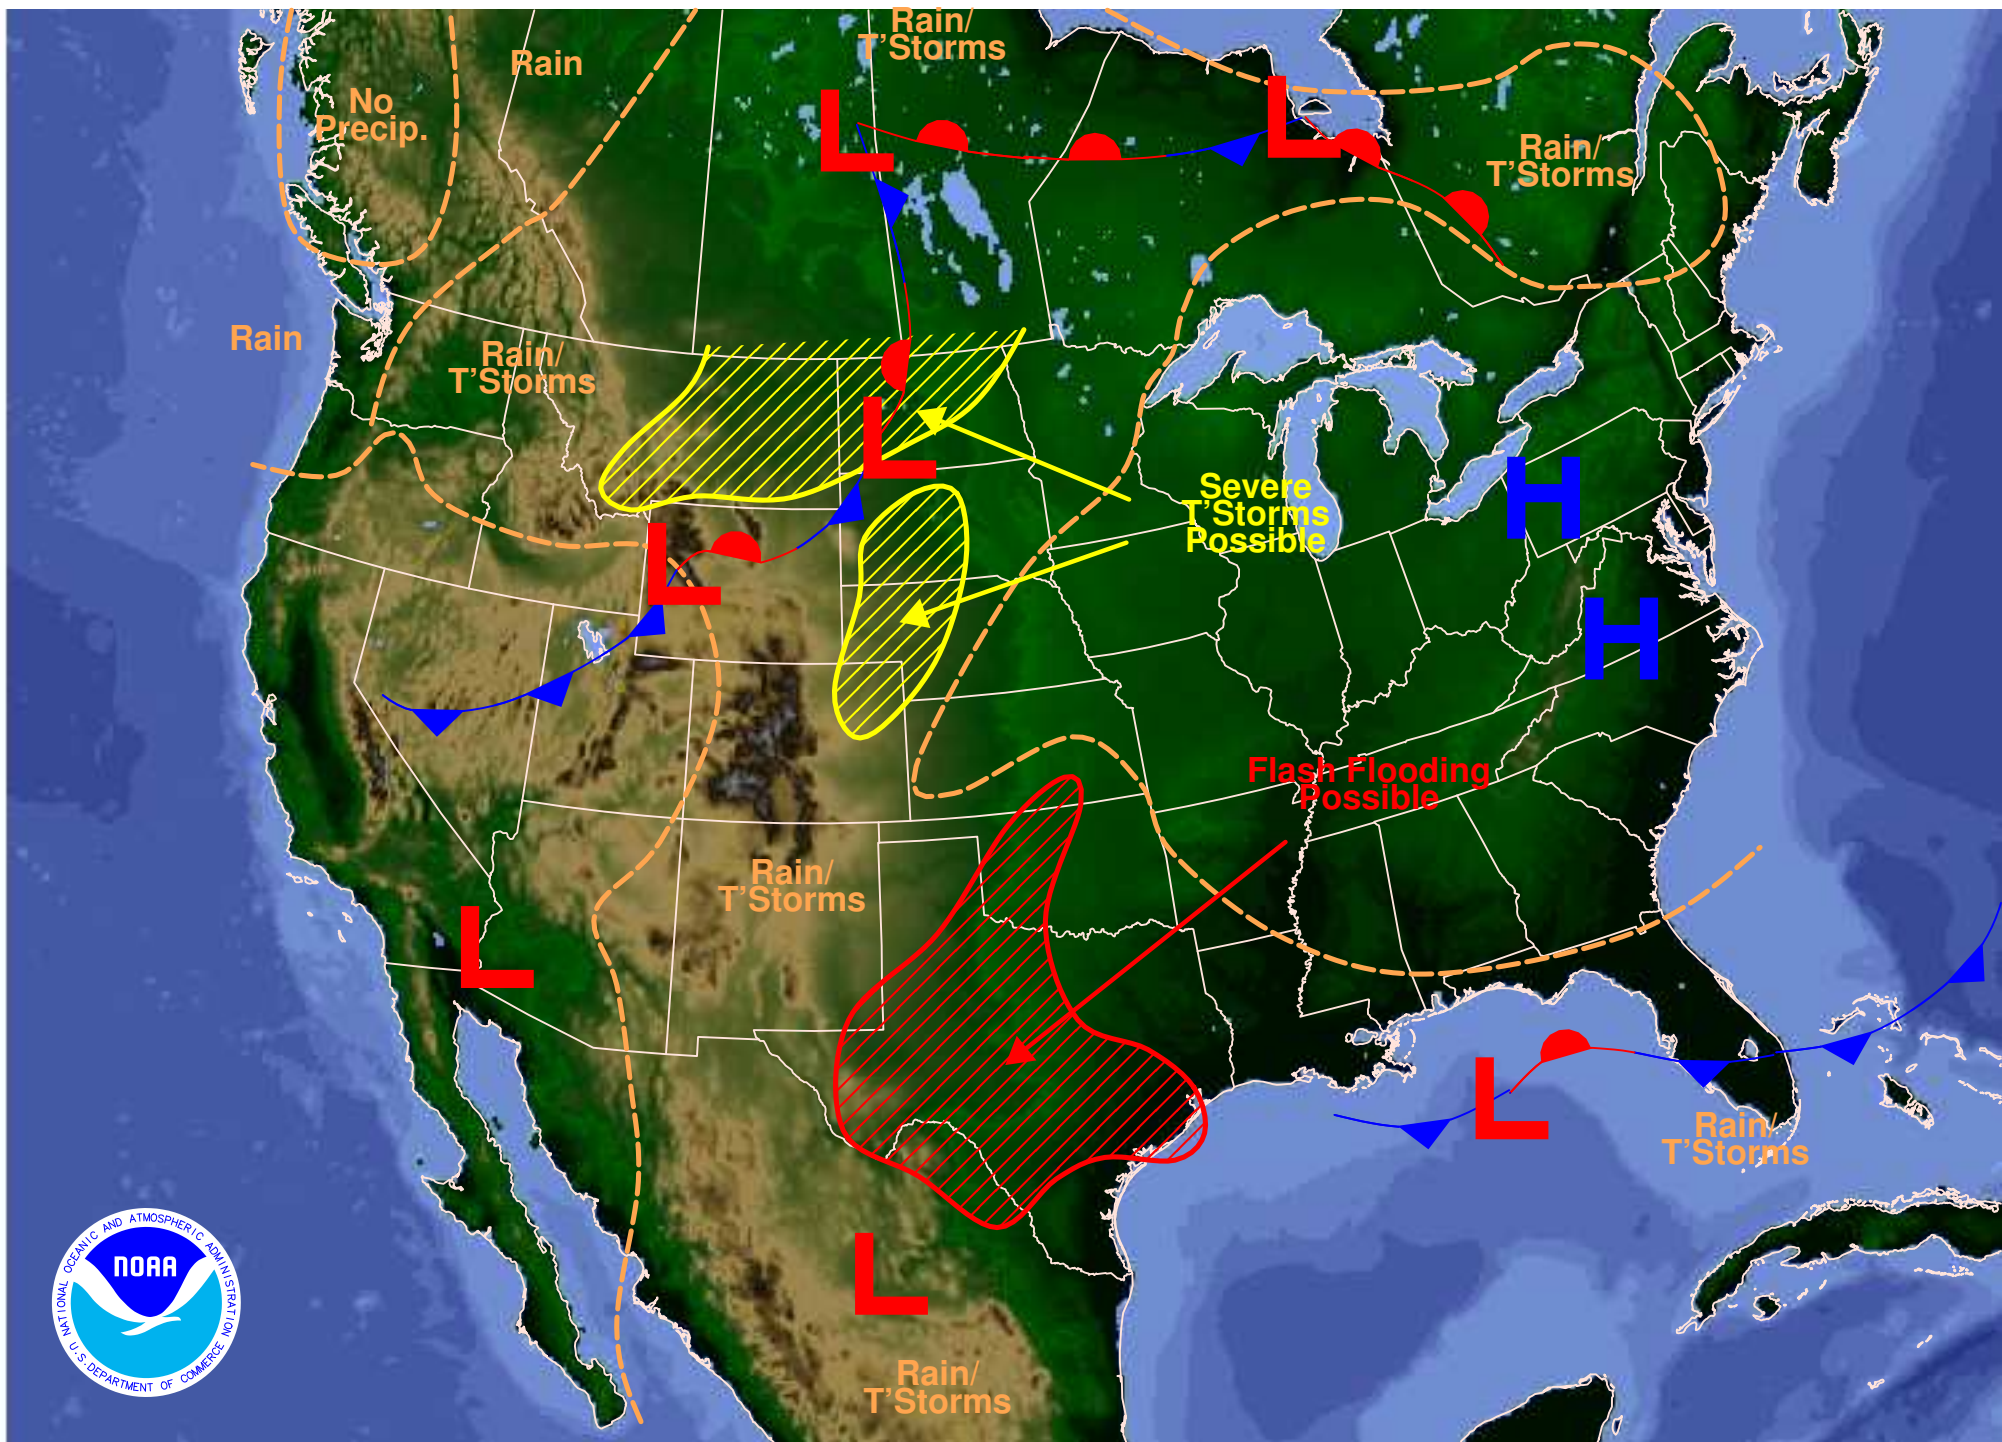 Rain/
T'Storms
Rain
No
Precip.
L
L
Rain/
T'Storms
Rain
Rain/
T'Storms
L
H
Severe
T'Storms
Possible
L
H
Flash Flooding
Possible
Rain/
T'Storms
L
L
Rain/
T'Storms
L
Rain/
T'Storms
NATIONAL OCEANIC AND ATMOSPHERIC ADMINISTRATION
NOAA
U.S. DEPARTMENT OF COMMERCE